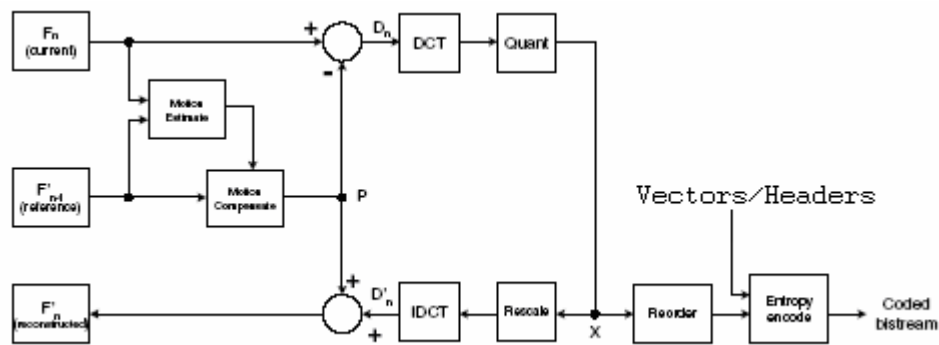 Fn
(current)
+
-
Dn
DCT
Quant
Motion
Estimate
F'n-1
(reference)
Motion
Compensate
P
Vectors/Headers
F'n
(reconstructed)
+
+
D'n
IDCT
Rescale
X
Reorder
Entropy
encode
Coded
bistream